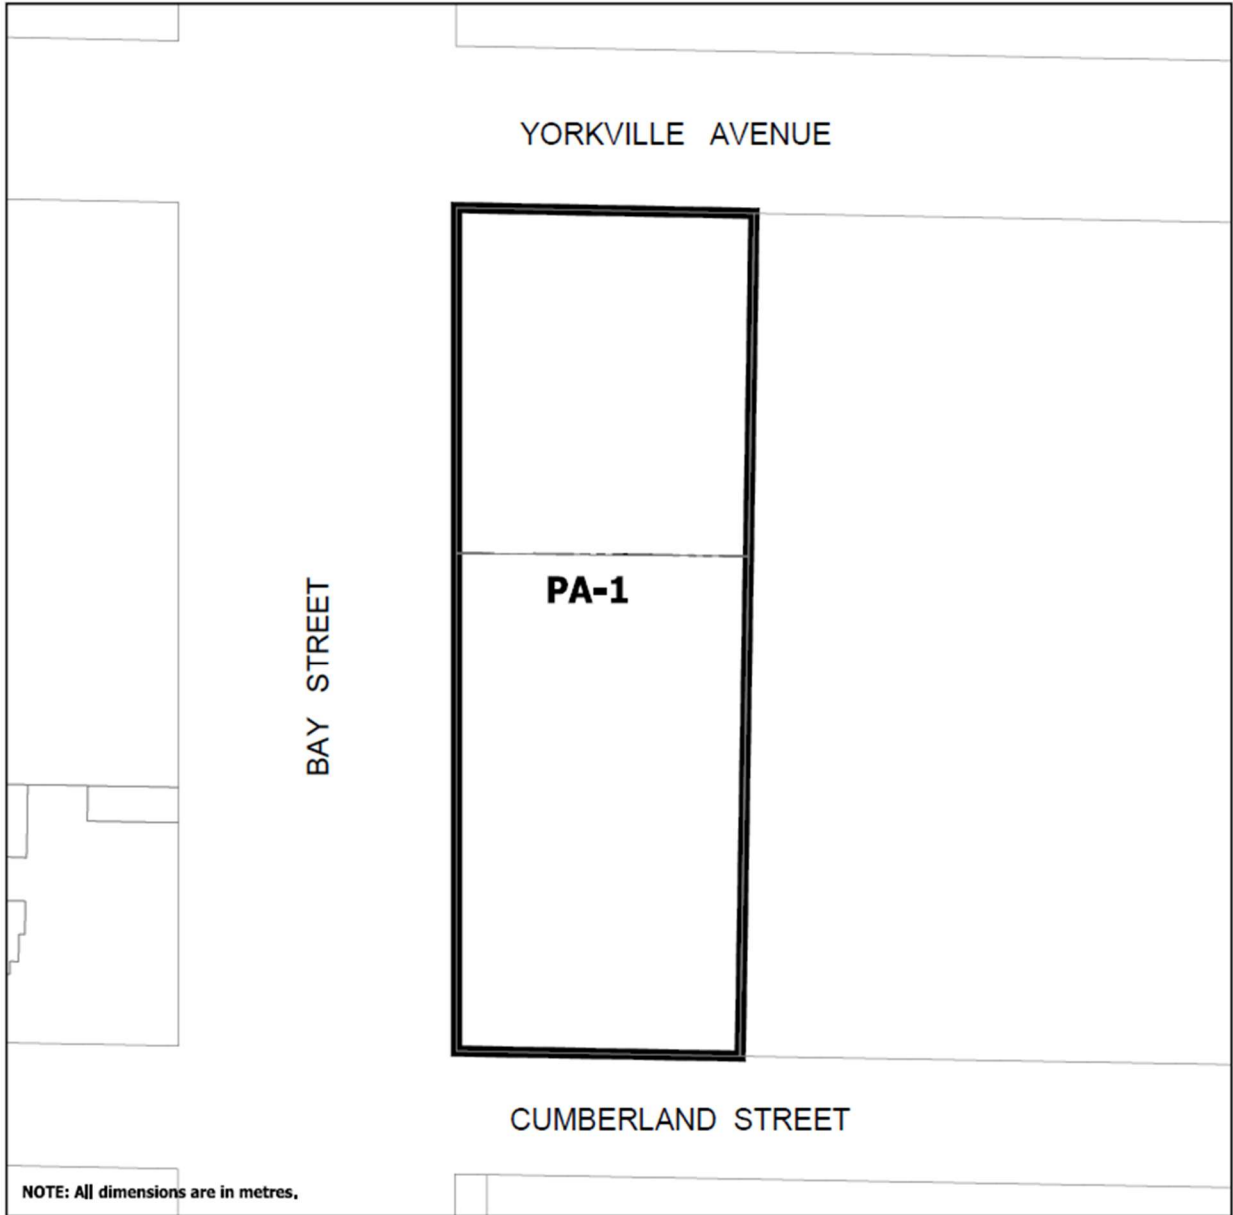 YORKVILLE AVENUE
PA-1
BAY STREET
CUMBERLAND STREET
NOTE: All dimensions are in metres.